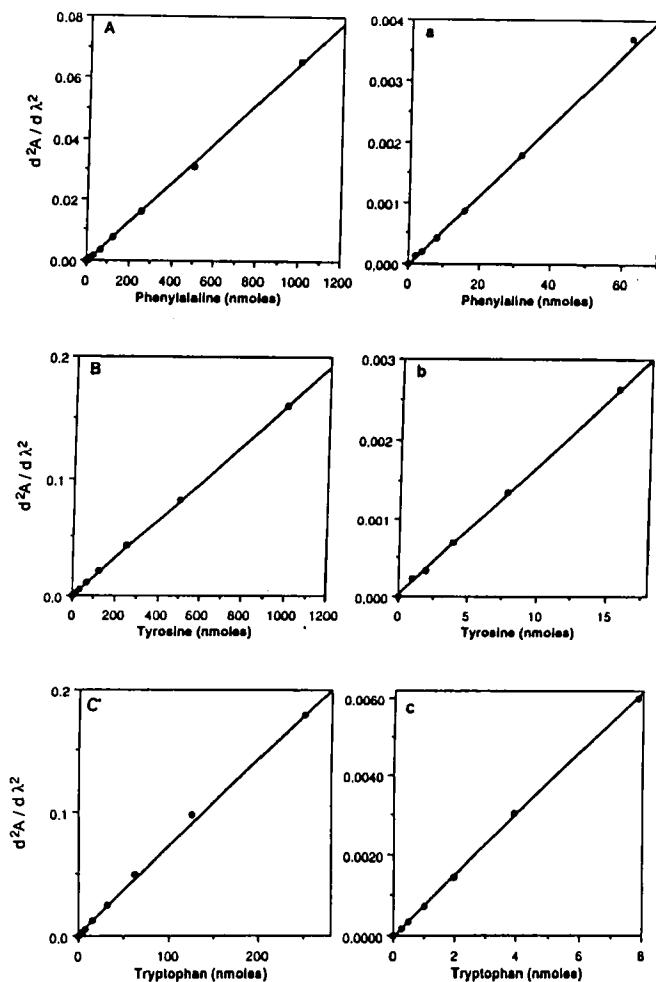 A
d²A / d λ²
0.08
0.06
0.04
0.02
0.00
0 200 400 600 800 1000 1200
Phenylalaline (nmoles)
a
0.004
0.003
0.002
0.001
0.000
0 20 40 60
Phenylaline (nmoles)
B
d²A / d λ²
0.2
0.1
0.0
0 200 400 600 800 1000 1200
Tyrosine (nmoles)
b
0.003
0.002
0.001
0.000
0 5 10 15
Tyrosine (nmoles)
C
d²A / d λ²
0.2
0.1
0.0
0 100 200
Tryptophan (nmoles)
c
0.0060
0.0040
0.0020
0.0000
0 2 4 6 8
Tryptophan (nmoles)